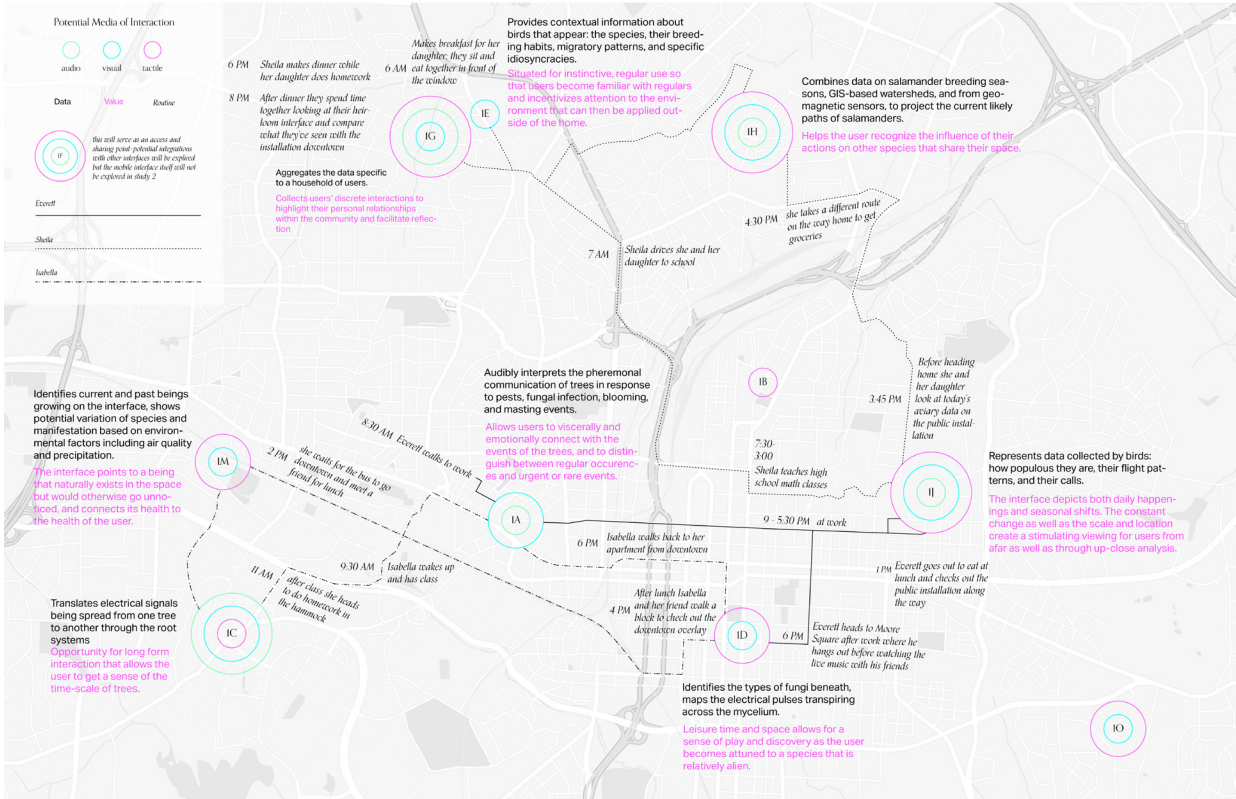 Potential Media of Interaction
audio
visual
tactile
Data
Value
Routine
IF
this will serve as an access and
sharing point- potential integrations
with other interfaces will be explired
but the mobile interface itself will not
be explored in study 2
Everett
Sheila
Isabella
6 PM
Sheila makes dinner while
her daughter does homework
8 PM
After dinner they spend time
together looking at their heir-
loom interface and compare
what they've seen with the
installation downtown
6 AM
Makes breakfast for her
daughter, they sit and
eat together in front of
the window
IG
IE
Aggregates the data specific
to a household of users.
Collects users' discrete interactions to
highlight their personal relationships
within the community and facilitate reflec-
tion
Provides contextual information about
birds that appear: the species, their breed-
ing habits, migratory patterns, and specific
idiosyncracies.
Situated for instinctive, regular use so
that users become familiar with regulars
and incentivizies attention to the envi-
ronment that can then be applied out-
side of the home.
IH
Combines data on salamander breeding sea-
sons, GIS-based watersheds, and from geo-
magnetic sensors, to project the current likely
paths of salamanders.
Helps the user recognize the influence of their
actions on other species that share their space.
4:30 PM
she takes a different route
on the way home to get
groceries
7 AM
Sheila drives she and her
daughter to school
Identifies current and past beings
growing on the interface, shows
potential variation of species and
manifestation based on environ-
mental factors including air quality
and precipitation.
The interface points to a being
that naturally exists in the space
but would otherwise go unno-
ticed, and connects its health to
the health of the user.
IM
2 PM
she waits for the bus to go
downtown and meet a
friend for lunch
8:30 AM
Everett walks to work
Audibly interprets the pheremonal
communication of trees in response
to pests, fungal infection, blooming,
and masting events.
Allows users to viscerally and
emotionally connect with the
events of the trees, and to distin-
guish between regular occurenc-
es and urgent or rare events.
IA
IB
7:30-
3:00
Sheila teaches high
school math classes
3:45 PM
Before heading
home she and
her daughter
look at today's
aviary data on
the public instal-
lation
IJ
Represents data collected by birds:
how populous they are, their flight pat-
terns, and their calls.
The interface depicts both daily happen-
ings and seasonal shifts. The constant
change as well as the scale and location
create a stimulating viewing for users from
afar as well as through up-close analysis.
9 - 5:30 PM
at work
6 PM
Isabella walks back to her
apartment from downtown
9:30 AM
Isabella wakes up
and has class
11 AM
after class she heads
to do homework in
the hammock
Translates electrical signals
being spread from one tree
to another through the root
systems
Opportunity for long form
interaction that allows the
user to get a sense of the
time-scale of trees.
IC
4 PM
After lunch Isabella
and her friend walk a
block to check out the
downtown overlay
ID
1 PM
Everett goes out to eat at
lunch and checks out the
public installation along
the way
6 PM
Everett heads to Moore
Square after work where he
hangs out before watching the
live music with his friends
Identifies the types of fungi beneath,
maps the electrical pulses transpiring
across the mycelium.
Leisure time and space allows for a
sense of play and discovery as the user
becomes attuned to a species that is
relatively alien.
IO